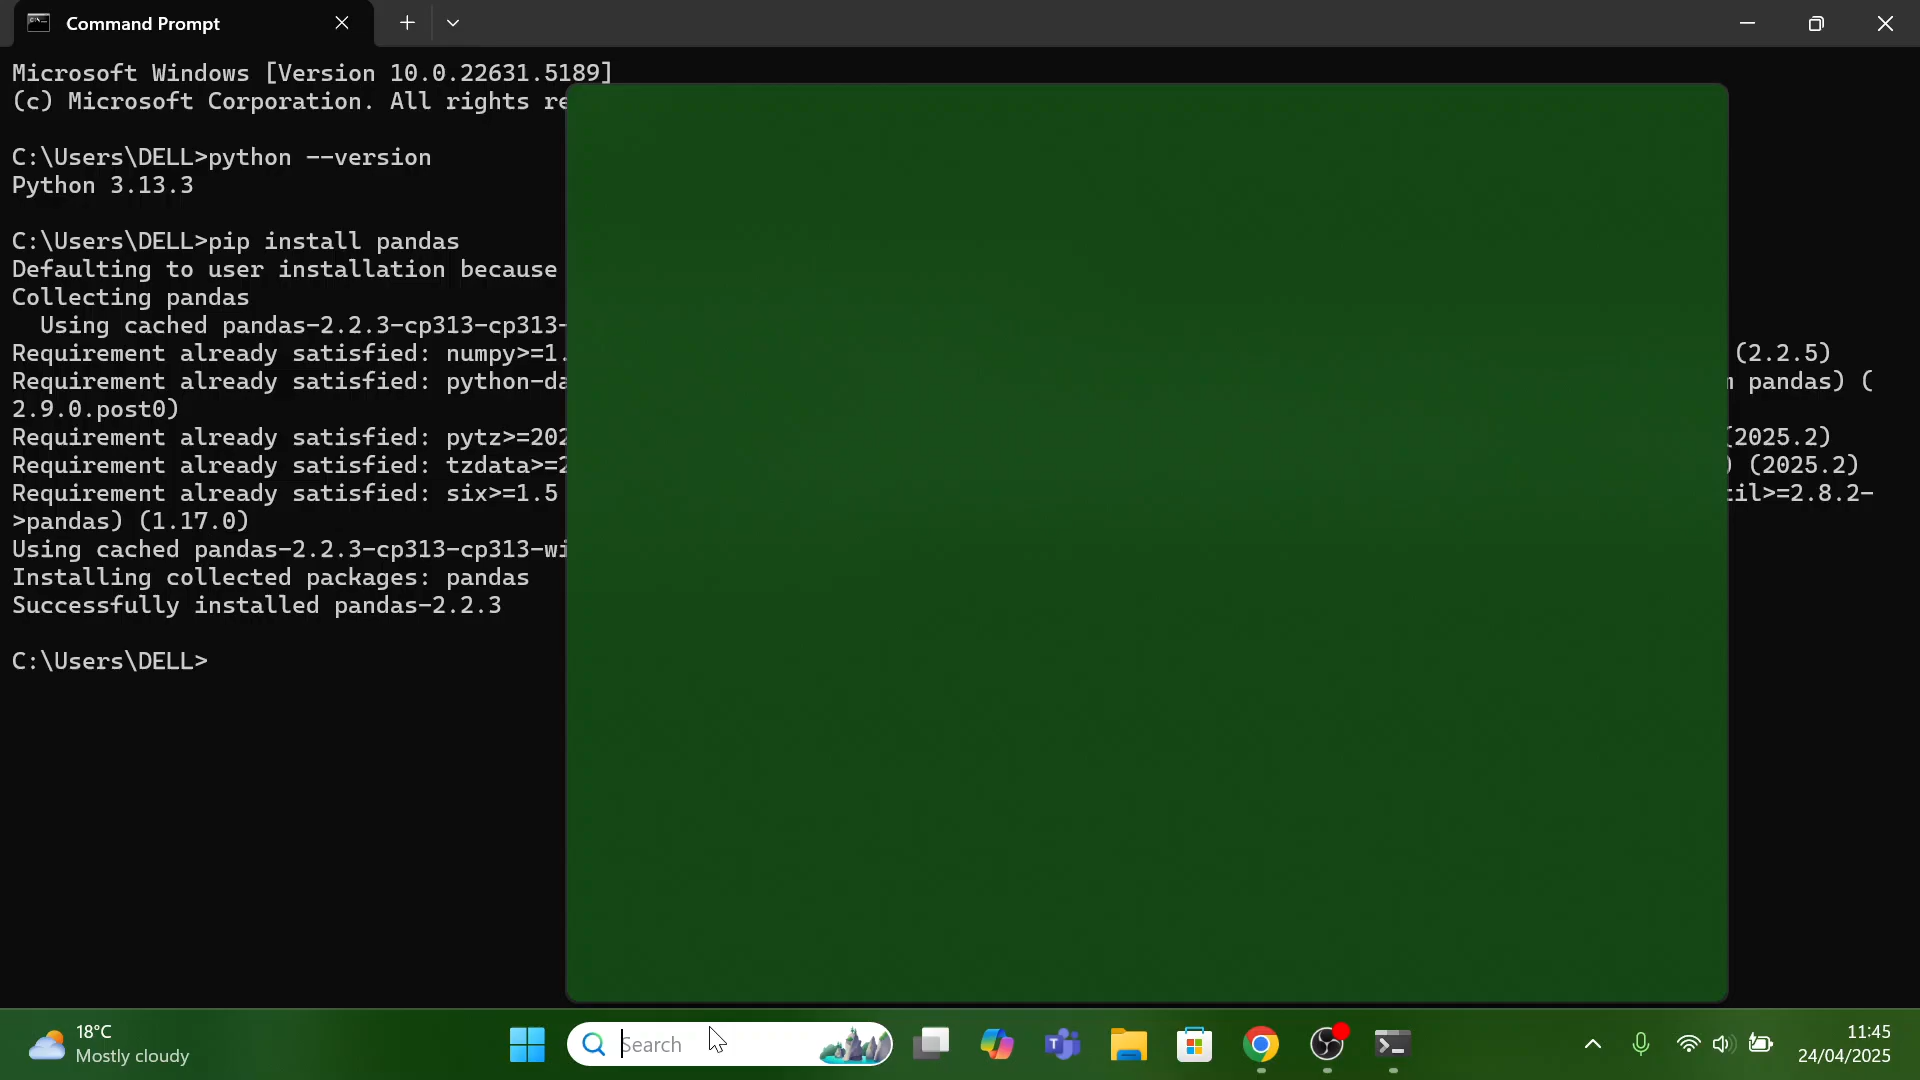 Command Prompt
Microsoft Windows [Version 10.0.22631.5189]
(c) Microsoft Corporation. All rights re
C:\Users\DELL>python --version
Python 3.13.3
C:\Users\DELL>pip install pandas
Defaulting to user installation because
Collecting pandas
Using cached pandas-2.2.3-cp313-cp313-
Requirement already satisfied: numpy>=1. (2.2.5)
Requirement already satisfied: python-da pandas) (
2.9.0.post0)
Requirement already satisfied: pytz>=202 (2025.2)
Requirement already satisfied: tzdata>=2 ) (2025.2)
Requirement already satisfied: six>=1.5 til>=2.8.2-
>pandas) (1.17.0)
Using cached pandas-2.2.3-cp313-cp313-wi
Installing collected packages: pandas
Successfully installed pandas-2.2.3
C:\Users\DELL>
18°C
Mostly cloudy
Search
11:45
24/04/2025